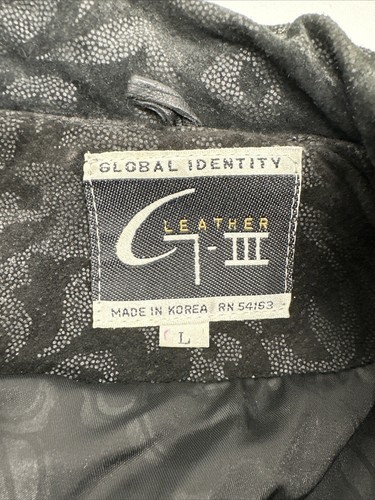 GLOBAL IDENTITY
LEATHER
G-III
MADE IN KOREA RN 54163
L